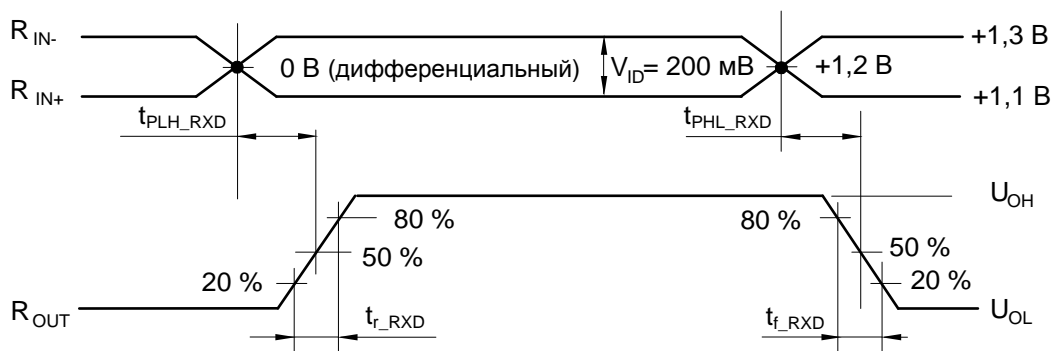 R IN-
+1,3 В
0 В (дифференциальный)
V ID = 200 мВ
+1,2 В
R IN+
+1,1 В
t PLH_RXD
t PHL_RXD
U OH
80 %
80 %
50 %
50 %
20 %
20 %
R OUT
t r_RXD
t f_RXD
U OL